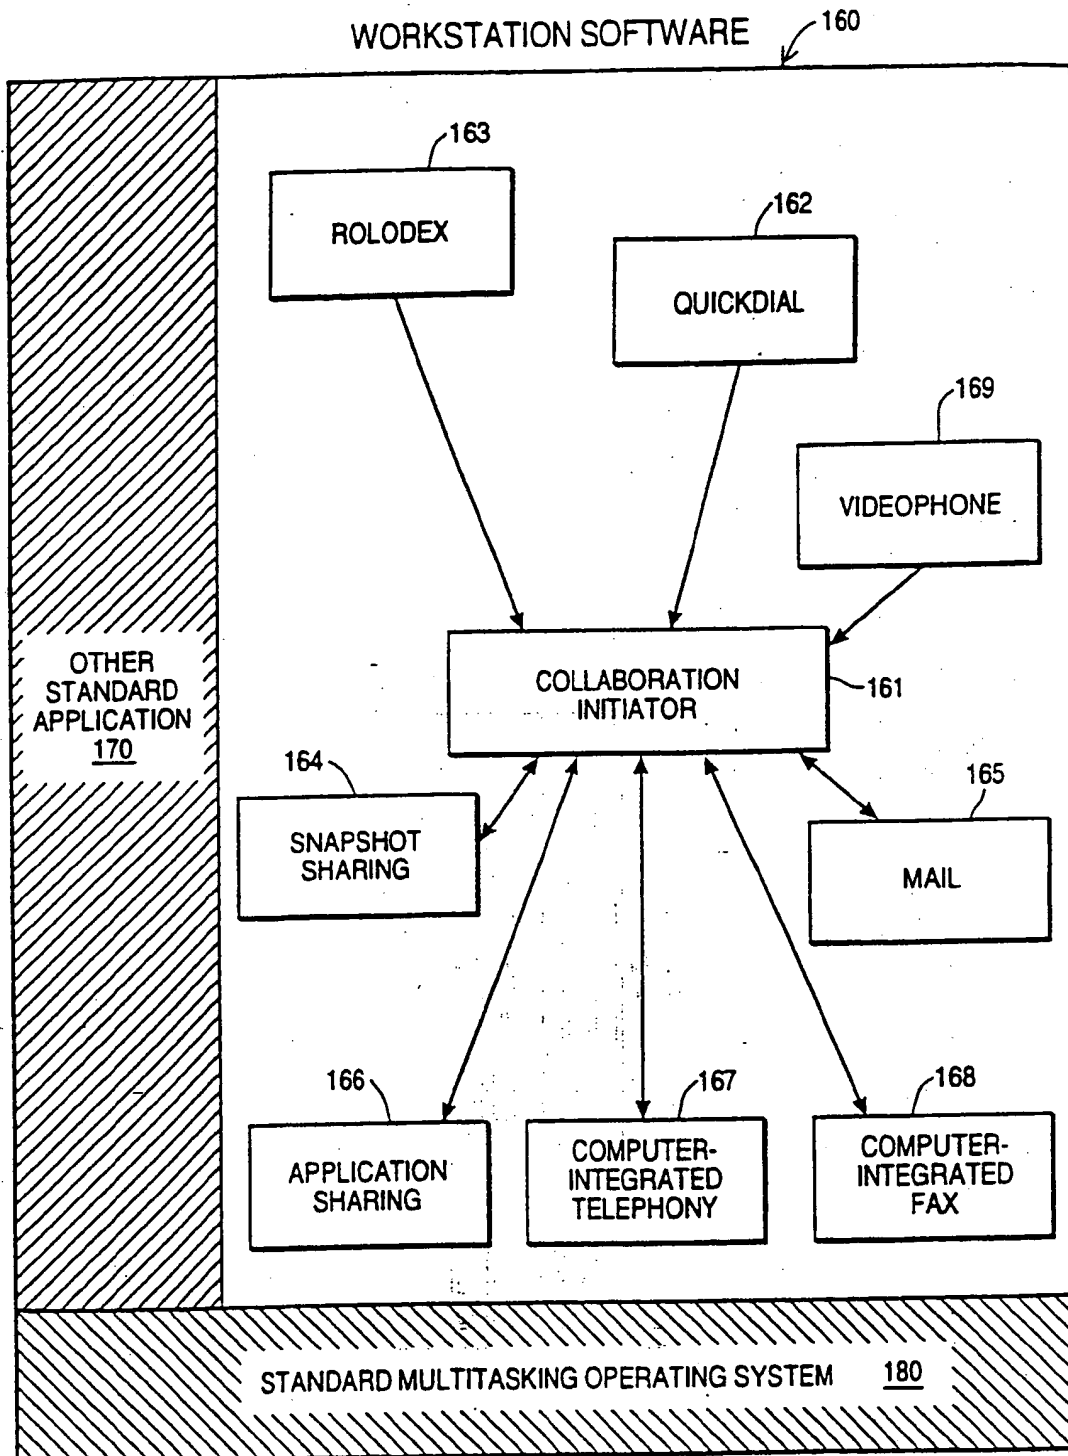 WORKSTATION SOFTWARE
160
163
ROLODEX
162
QUICKDIAL
169
VIDEOPHONE
COLLABORATION
INITIATOR
161
OTHER
STANDARD
APPLICATION
170
164
SNAPSHOT
SHARING
165
MAIL
166
APPLICATION
SHARING
167
COMPUTER-
INTEGRATED
TELEPHONY
168
COMPUTER-
INTEGRATED
FAX
STANDARD MULTITASKING OPERATING SYSTEM 180